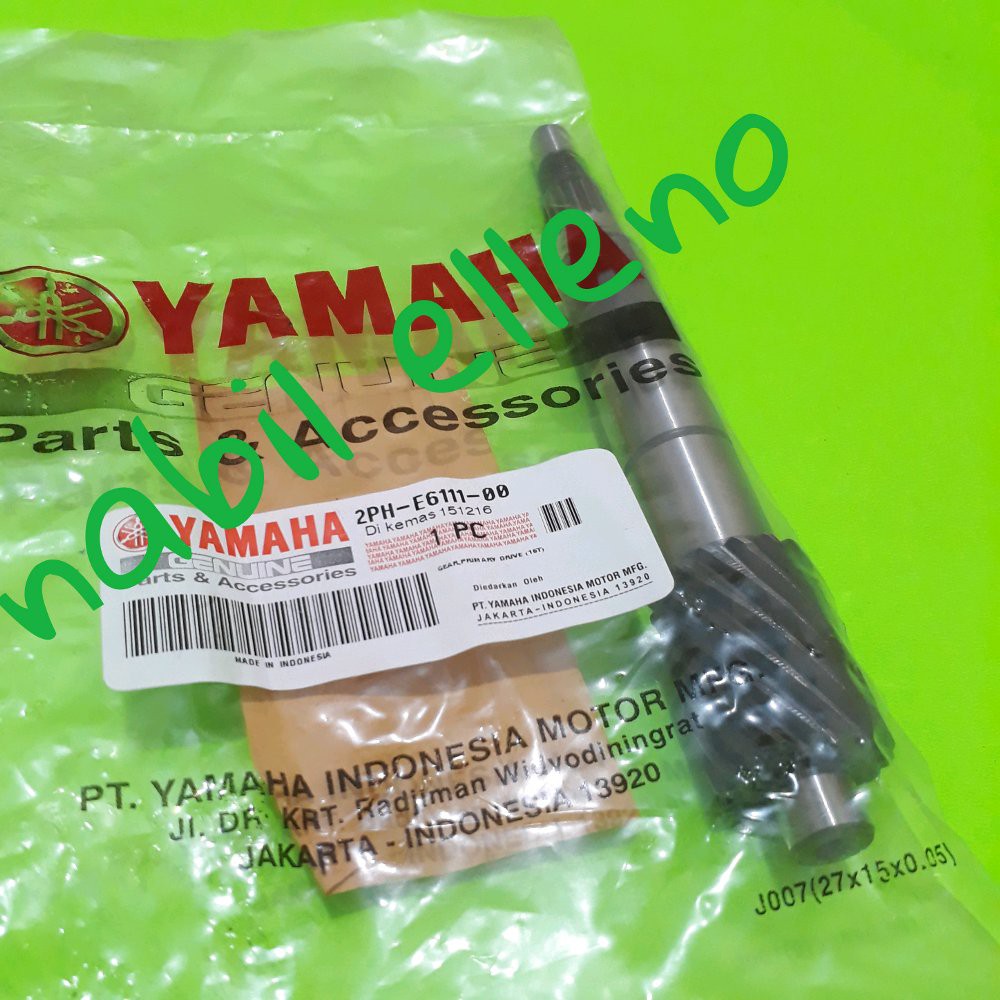 YAMAHA
GENUINE
Parts & Accessories
nabil elleno
YAMAHA
GENUINE
Parts & Accessories
2PH-E6111-00
Di kemas 151216
1 PC
GEAR,PRIMARY DRIVE (16T)
Diedarkan Oleh
PT.YAMAHA INDONESIA MOTOR MFG.
JAKARTA-INDONESIA 13920
MADE IN INDONESIA
PT. YAMAHA INDONESIA MOTOR MFG.
Jl. DR. KRT. Radjiman Widyodiningrat
JAKARTA - INDONESIA 13920
J007(27x15x0.05)